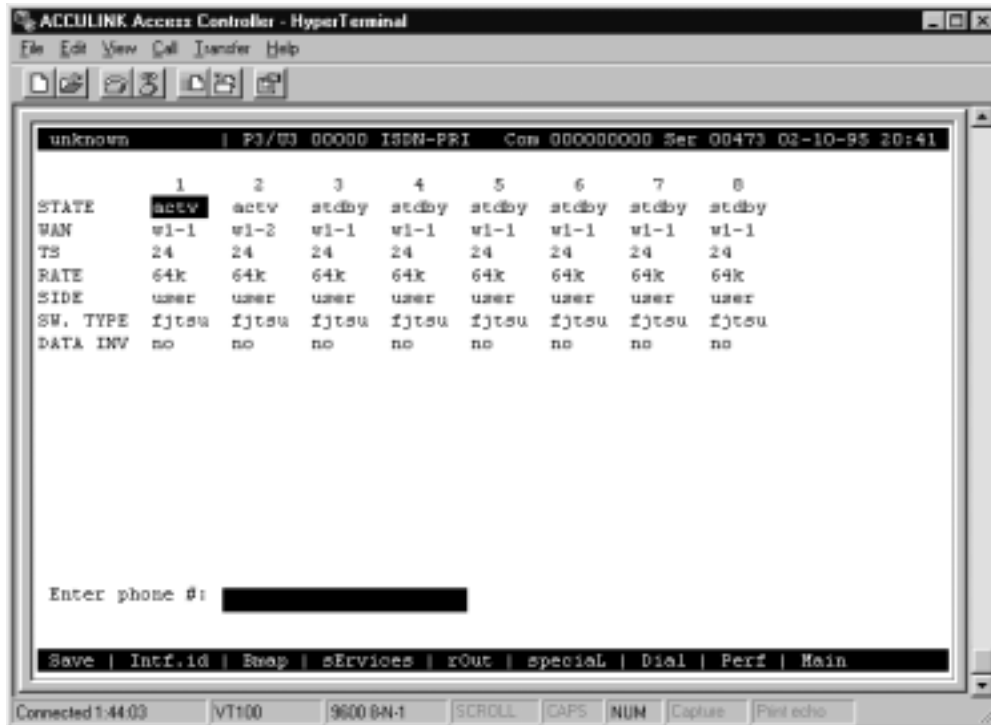 ACCULINK Access Controller - HyperTerminal
File Edit View Call Transfer Help
unknown | P3/U3 00000 ISDN-PRI Com 000000000 Ser 00473 02-10-95 20:41
1 2 3 4 5 6 7 8
STATE actv actv stdby stdby stdby stdby stdby stdby
WAN w1-1 w1-2 w1-1 w1-1 w1-1 w1-1 w1-1 w1-1
TS 24 24 24 24 24 24 24 24
RATE 64k 64k 64k 64k 64k 64k 64k 64k
SIDE user user user user user user user user
SW. TYPE fjtsu fjtsu fjtsu fjtsu fjtsu fjtsu fjtsu fjtsu
DATA INV no no no no no no no no
Enter phone #:
Save | Intf.id | Bmap | sErvices | rOut | speciaL | Dial | Perf | Main
Connected 1:44:03 VT100 9600 8-N-1 SCROLL CAPS NUM Capture Print echo